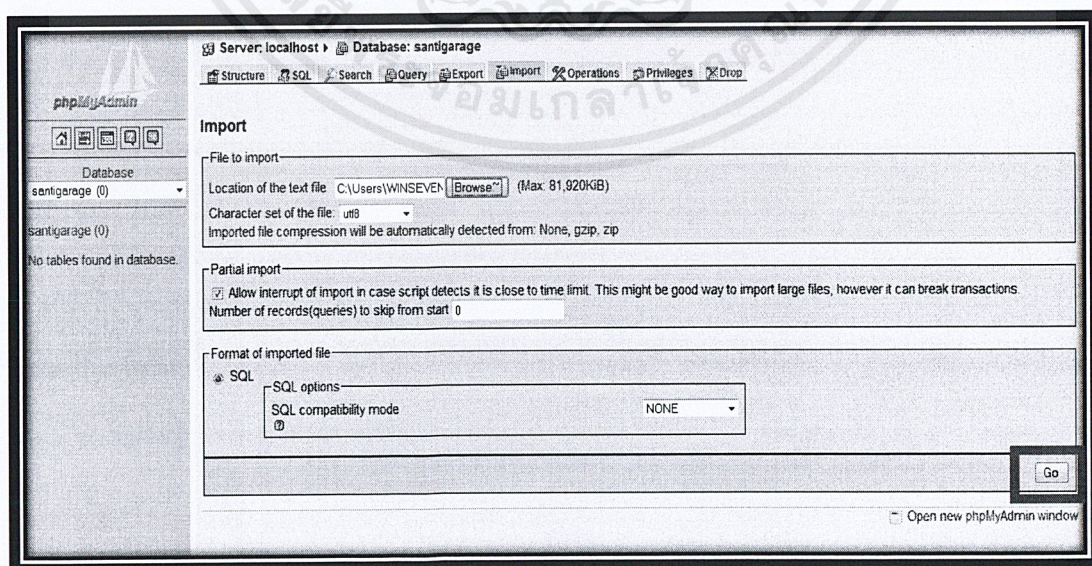 Server: localhost ▸ Database: santigarage
Structure SQL Search Query Export Import Operations Privileges Drop
phpMyAdmin
Database
santigarage (0)
santigarage (0)
No tables found in database.
Import
File to import
Location of the text file C:\Users\WINSEVEN Browse~ (Max: 81,920KiB)
Character set of the file: utf8
Imported file compression will be automatically detected from: None, gzip, zip
Partial import
Allow interrupt of import in case script detects it is close to time limit. This might be good way to import large files, however it can break transactions.
Number of records(queries) to skip from start 0
Format of imported file
SQL
SQL options
SQL compatibility mode NONE
Go
Open new phpMyAdmin window